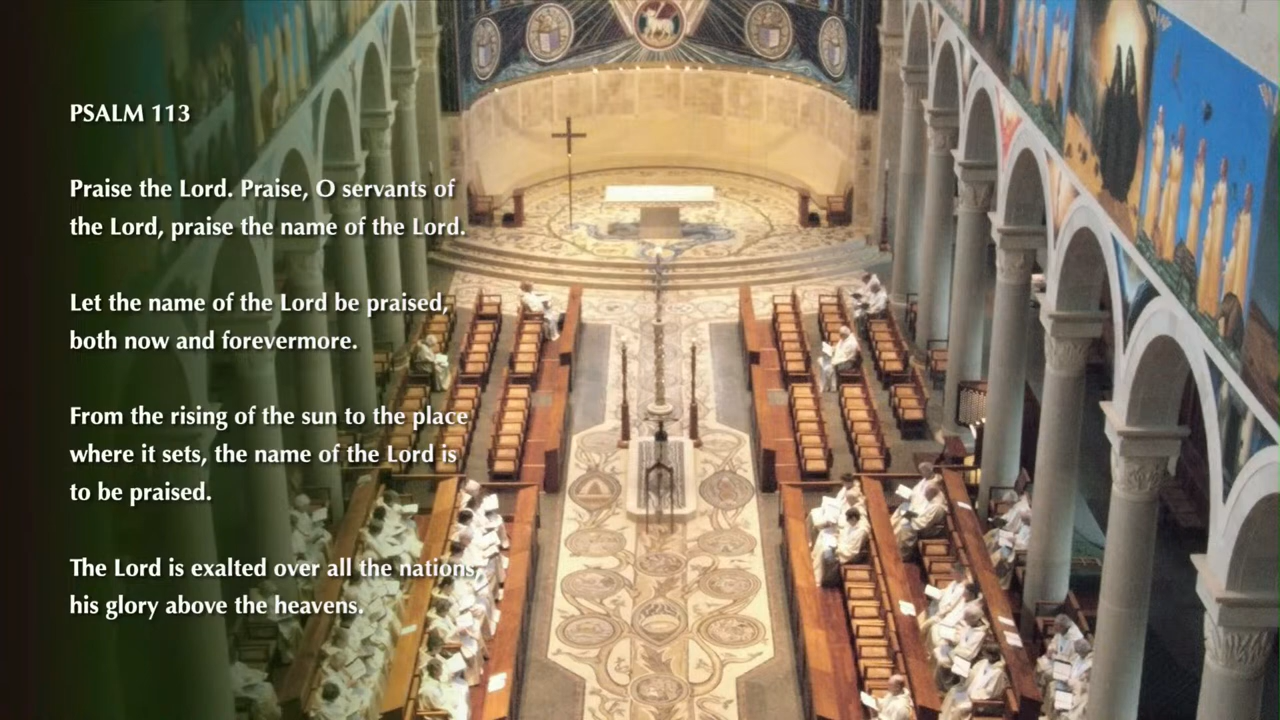 PSALM 113
Praise the Lord. Praise, O servants of
the Lord, praise the name of the Lord.
Let the name of the Lord be praised,
both now and forevermore.
From the rising of the sun to the place
where it sets, the name of the Lord is
to be praised.
The Lord is exalted over all the nations,
his glory above the heavens.